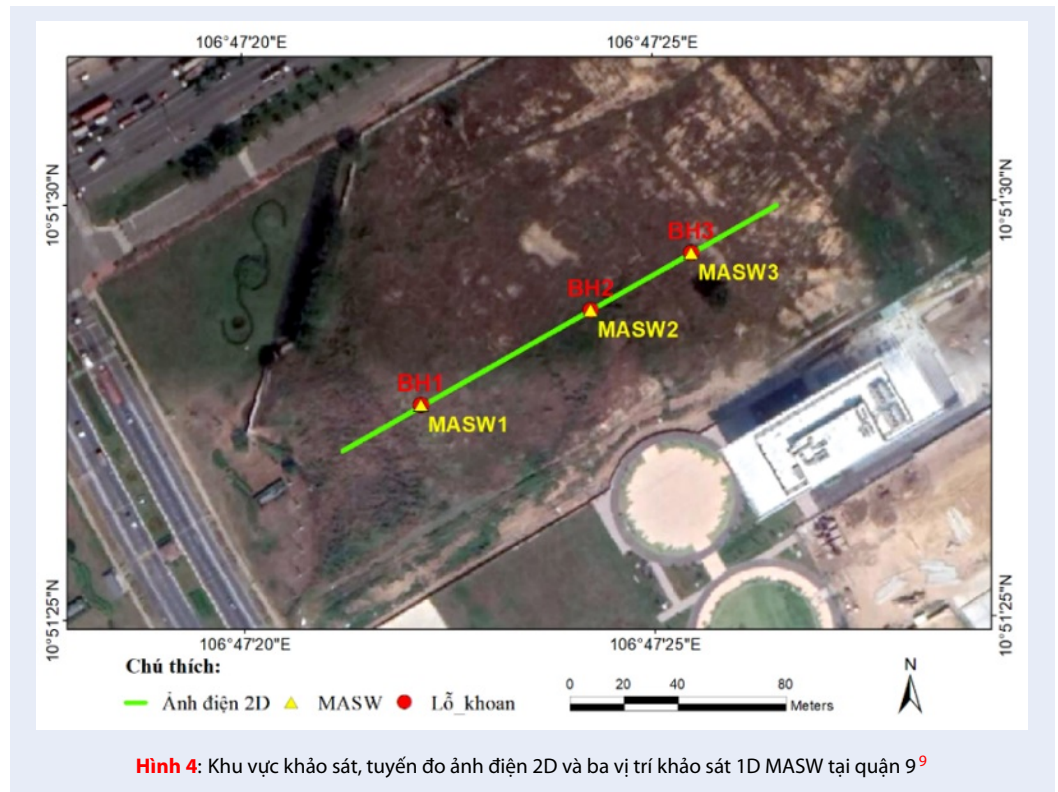 106°47'20"E 106°47'25"E
10°51'30"N 10°51'30"N
BH3
MASW3
BH2
MASW2
BH1
MASW1
10°51'25"N 10°51'25"N
106°47'20"E 106°47'25"E
Chú thích:
Ảnh điện 2D MASW Lỗ_khoan
0 20 40 80
Meters
N
Hình 4: Khu vực khảo sát, tuyến đo ảnh điện 2D và ba vị trí khảo sát 1D MASW tại quận 9 9